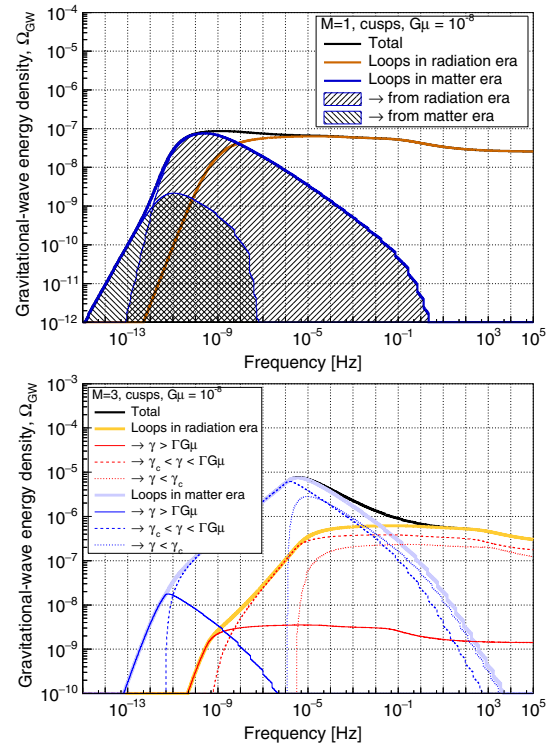 M=1, cusps, Gμ = 10⁻⁸
Total
Loops in radiation era
Loops in matter era
→ from radiation era
→ from matter era
Gravitational-wave energy density, Ω_GW
10⁻⁴
10⁻⁵
10⁻⁶
10⁻⁷
10⁻⁸
10⁻⁹
10⁻¹⁰
10⁻¹¹
10⁻¹²
10⁻¹³ 10⁻⁹ 10⁻⁵ 10⁻¹ 10³ 10⁵
Frequency [Hz]
M=3, cusps, Gμ = 10⁻⁸
Total
Loops in radiation era
→ γ > ΓGμ
→ γ_c < γ < ΓGμ
→ γ < γ_c
Loops in matter era
→ γ > ΓGμ
→ γ_c < γ < ΓGμ
→ γ < γ_c
Gravitational-wave energy density, Ω_GW
10⁻³
10⁻⁴
10⁻⁵
10⁻⁶
10⁻⁷
10⁻⁸
10⁻⁹
10⁻¹⁰
10⁻¹³ 10⁻⁹ 10⁻⁵ 10⁻¹ 10³ 10⁵
Frequency [Hz]